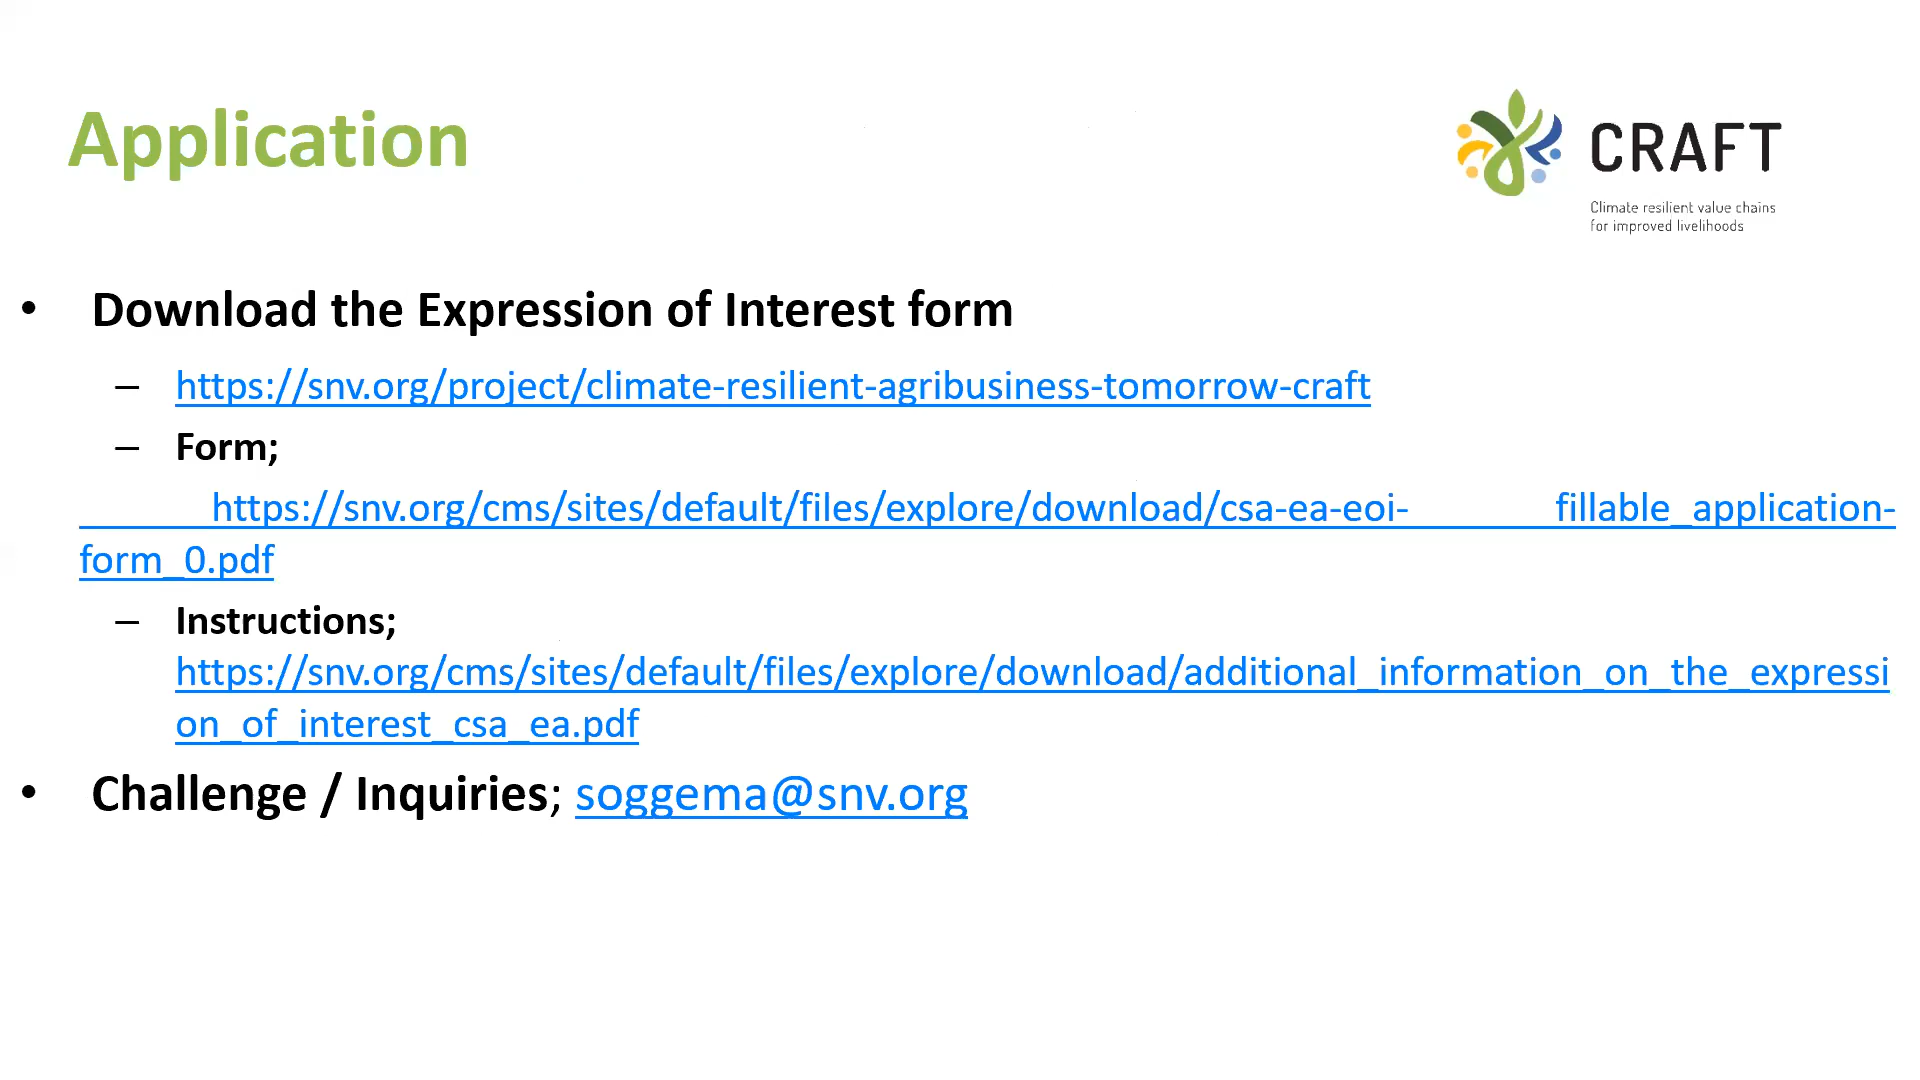 Application
CRAFT
Climate resilient value chains
for improved livelihoods
• Download the Expression of Interest form
– https://snv.org/project/climate-resilient-agribusiness-tomorrow-craft
– Form;
https://snv.org/cms/sites/default/files/explore/download/csa-ea-eoi- fillable_application-
form_0.pdf
– Instructions;
https://snv.org/cms/sites/default/files/explore/download/additional_information_on_the_expressi
on_of_interest_csa_ea.pdf
• Challenge / Inquiries; soggema@snv.org